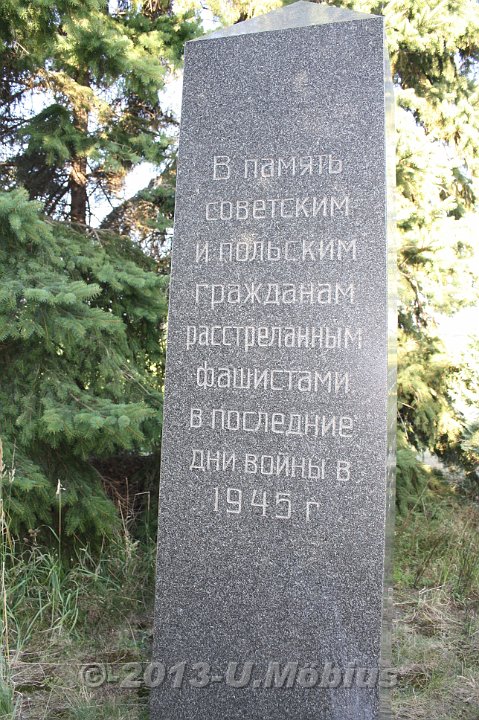 В память
советским
и польским
гражданам
расстреланным
фашистами
в последние
дни войны в
1945 г
©-2013-U.Möbius